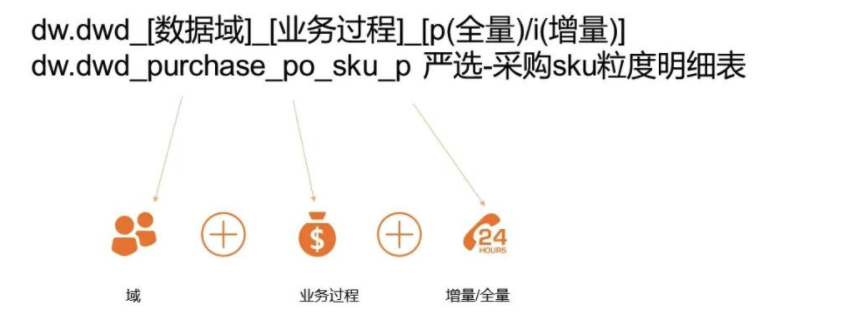 dw.dwd_[数据域]_[业务过程]_[p(全量)/i(增量)]
dw.dwd_purchase_po_sku_p 严选-采购sku粒度明细表
24
HOURS
域
业务过程
增量/全量